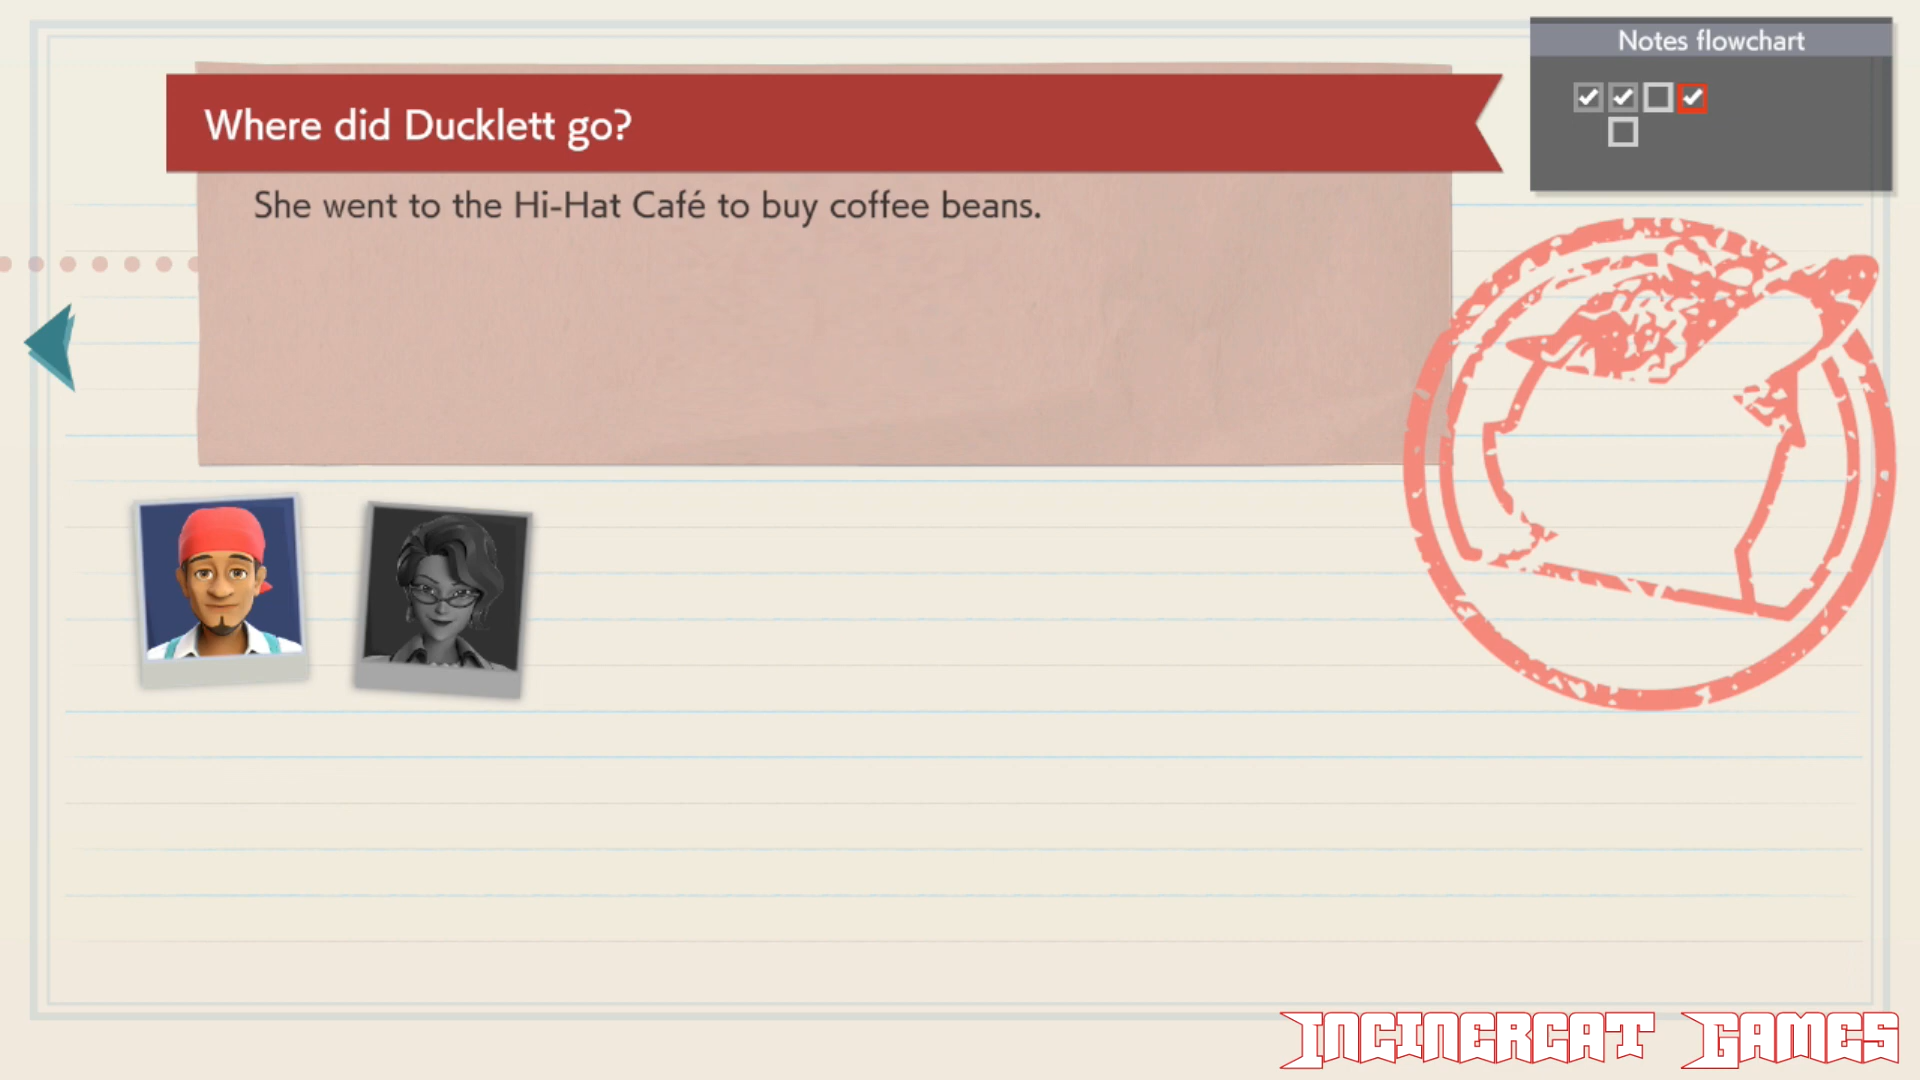 Notes flowchart
Where did Ducklett go?
She went to the Hi-Hat Café to buy coffee beans.
INCINERCAT GAMES